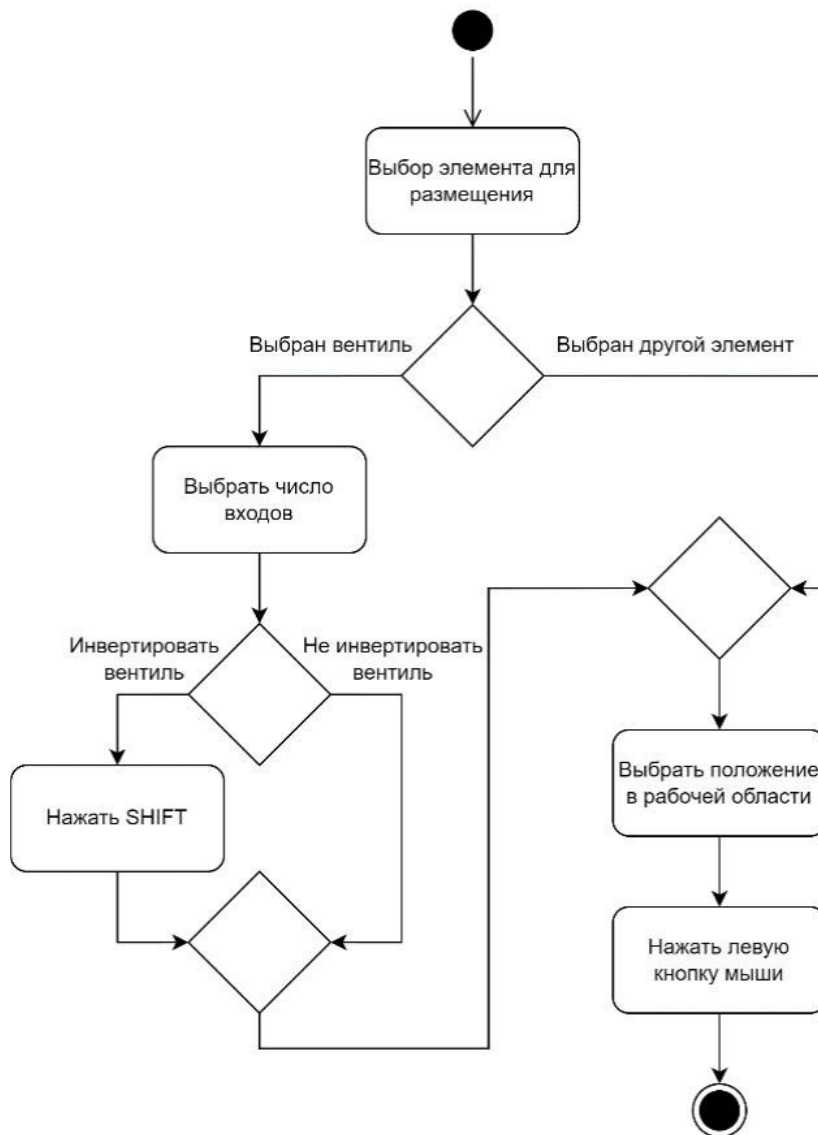 Выбор элемента для
размещения
Выбран вентиль
Выбран другой элемент
Выбрать число
входов
Инвертировать
вентиль
Не инвертировать
вентиль
Нажать SHIFT
Выбрать положение
в рабочей области
Нажать левую
кнопку мыши